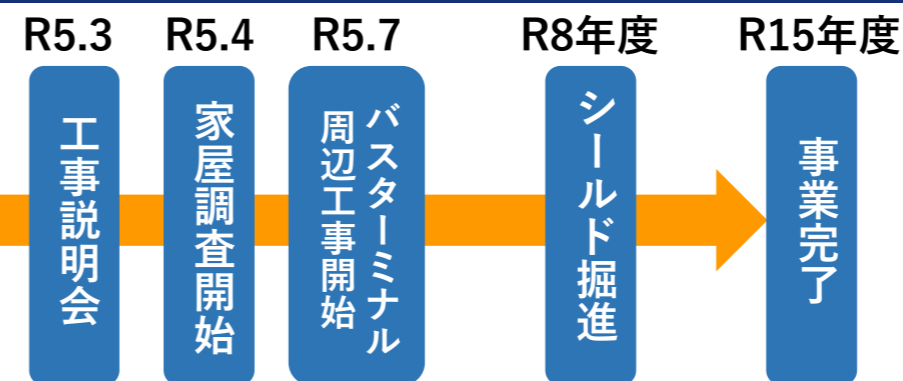 R5.3
工事説明会
R5.4
家屋調査開始
R5.7
バスターミナル
周辺工事開始
R8年度
シールド掘進
R15年度
事業完了